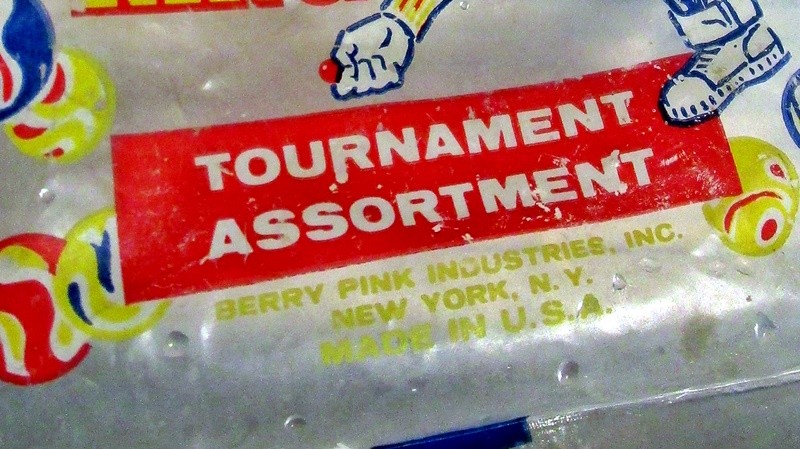 TOURNAMENT
ASSORTMENT
BERRY PINK INDUSTRIES, INC.
NEW YORK, N.Y.
MADE IN U.S.A.